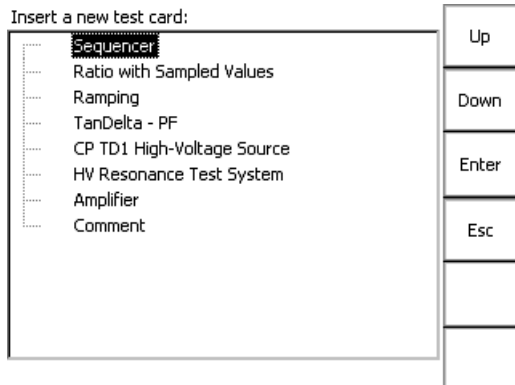 Insert a new test card:
Sequencer
Ratio with Sampled Values
Ramping
TanDelta - PF
CP TD1 High-Voltage Source
HV Resonance Test System
Amplifier
Comment
Up
Down
Enter
Esc